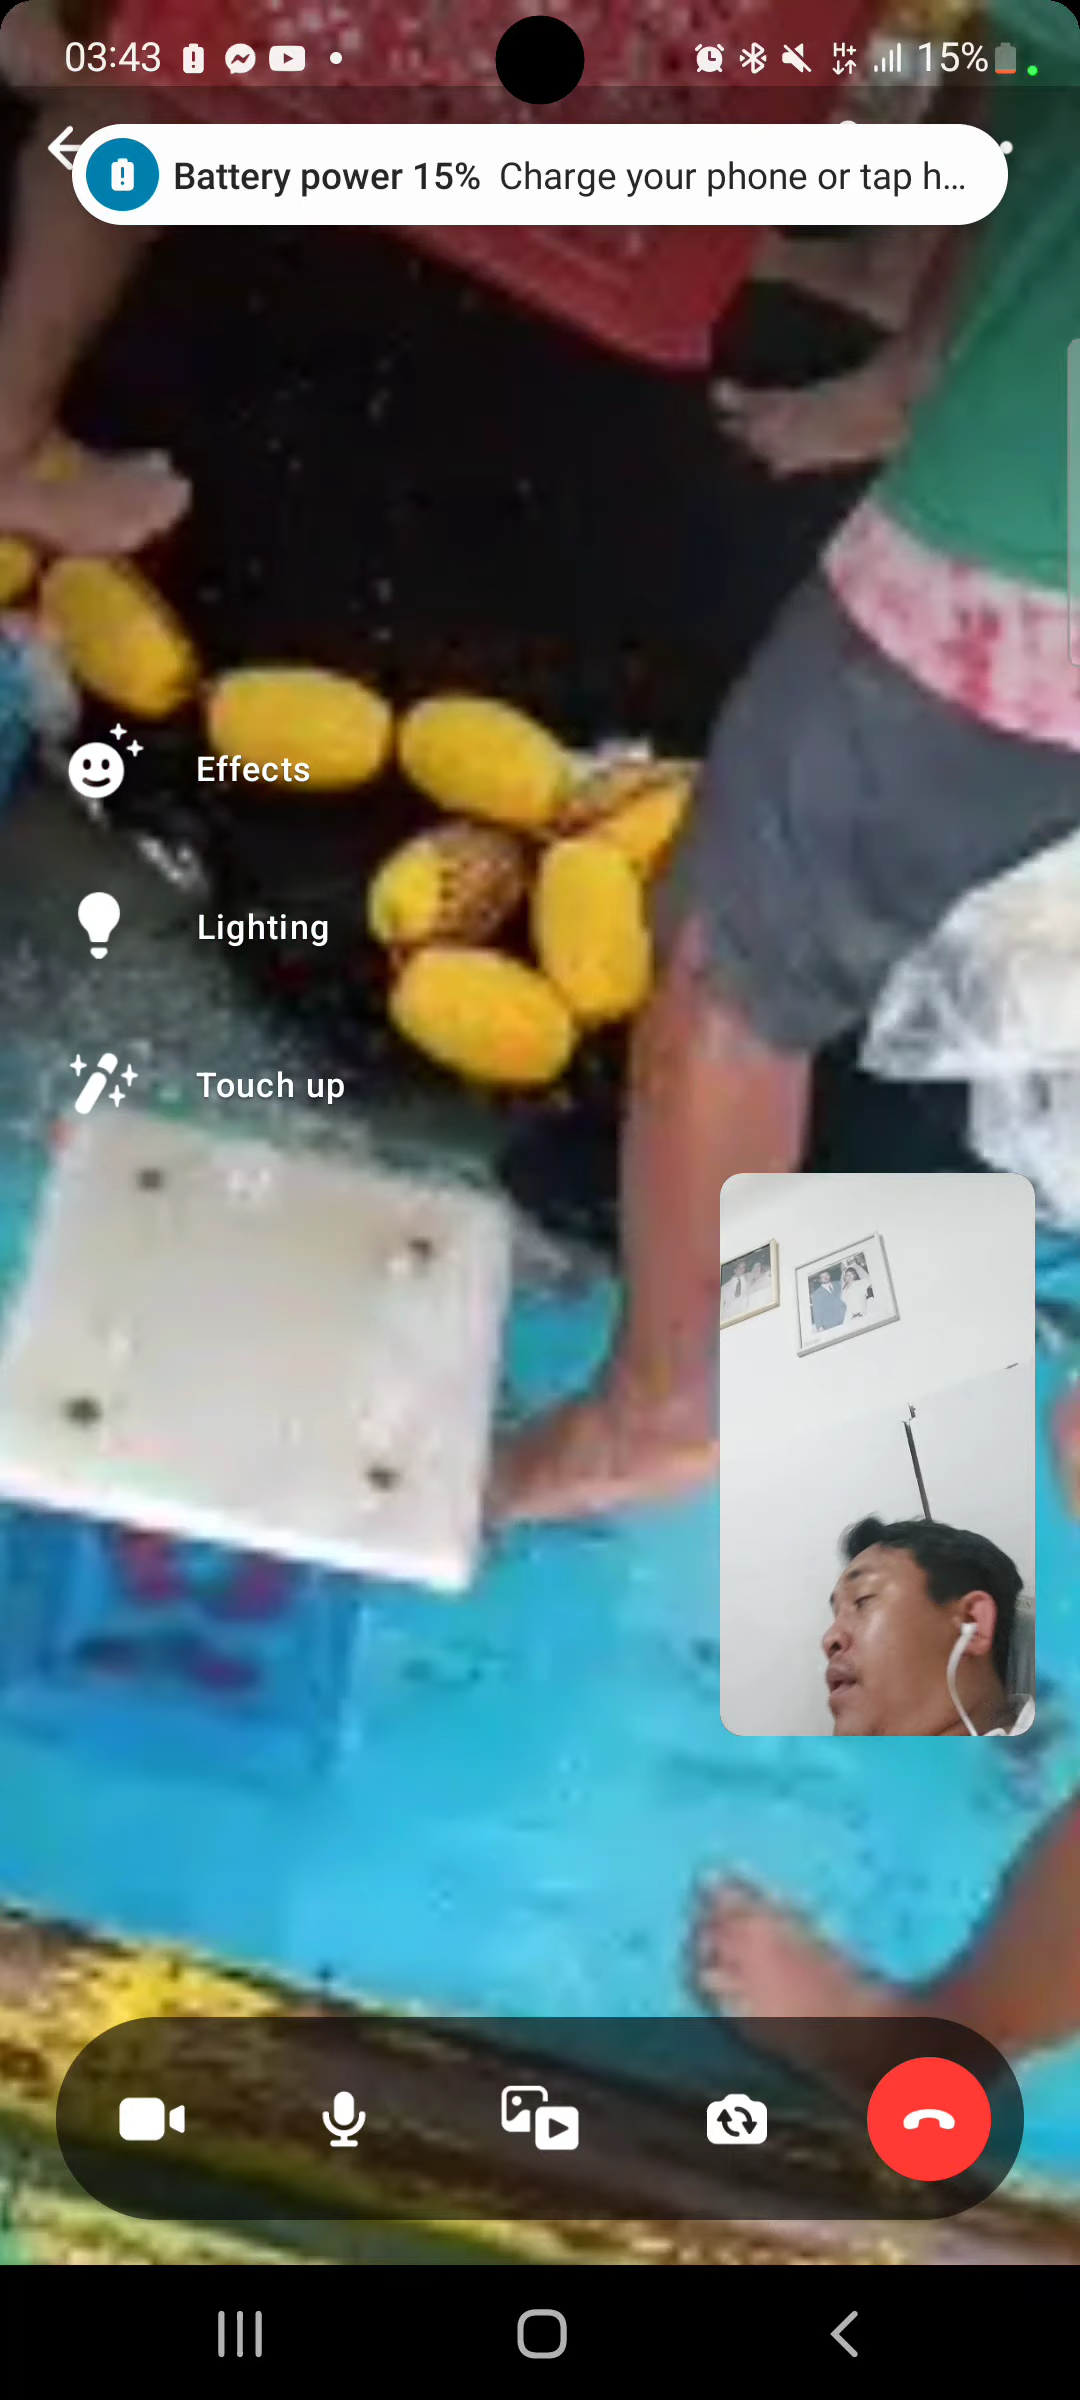 03:43
H+
15%
Battery power 15% Charge your phone or tap h...
Effects
Lighting
Touch up